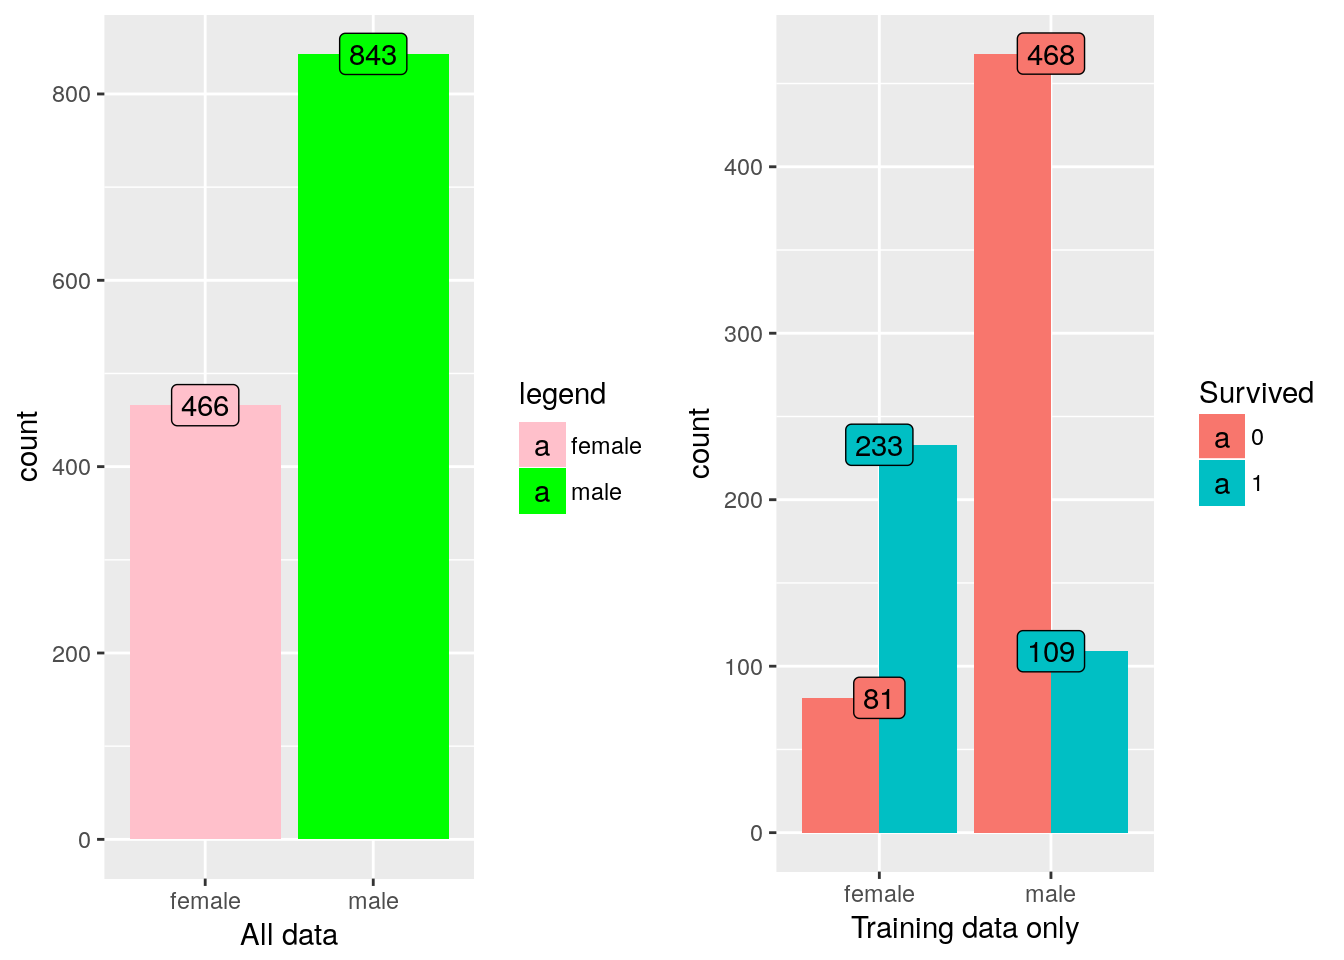 843
800
600
466
400
200
0
count
female male
All data
legend
a female
a male
468
400
300
233
200
109
100
81
0
count
female male
Training data only
Survived
a 0
a 1